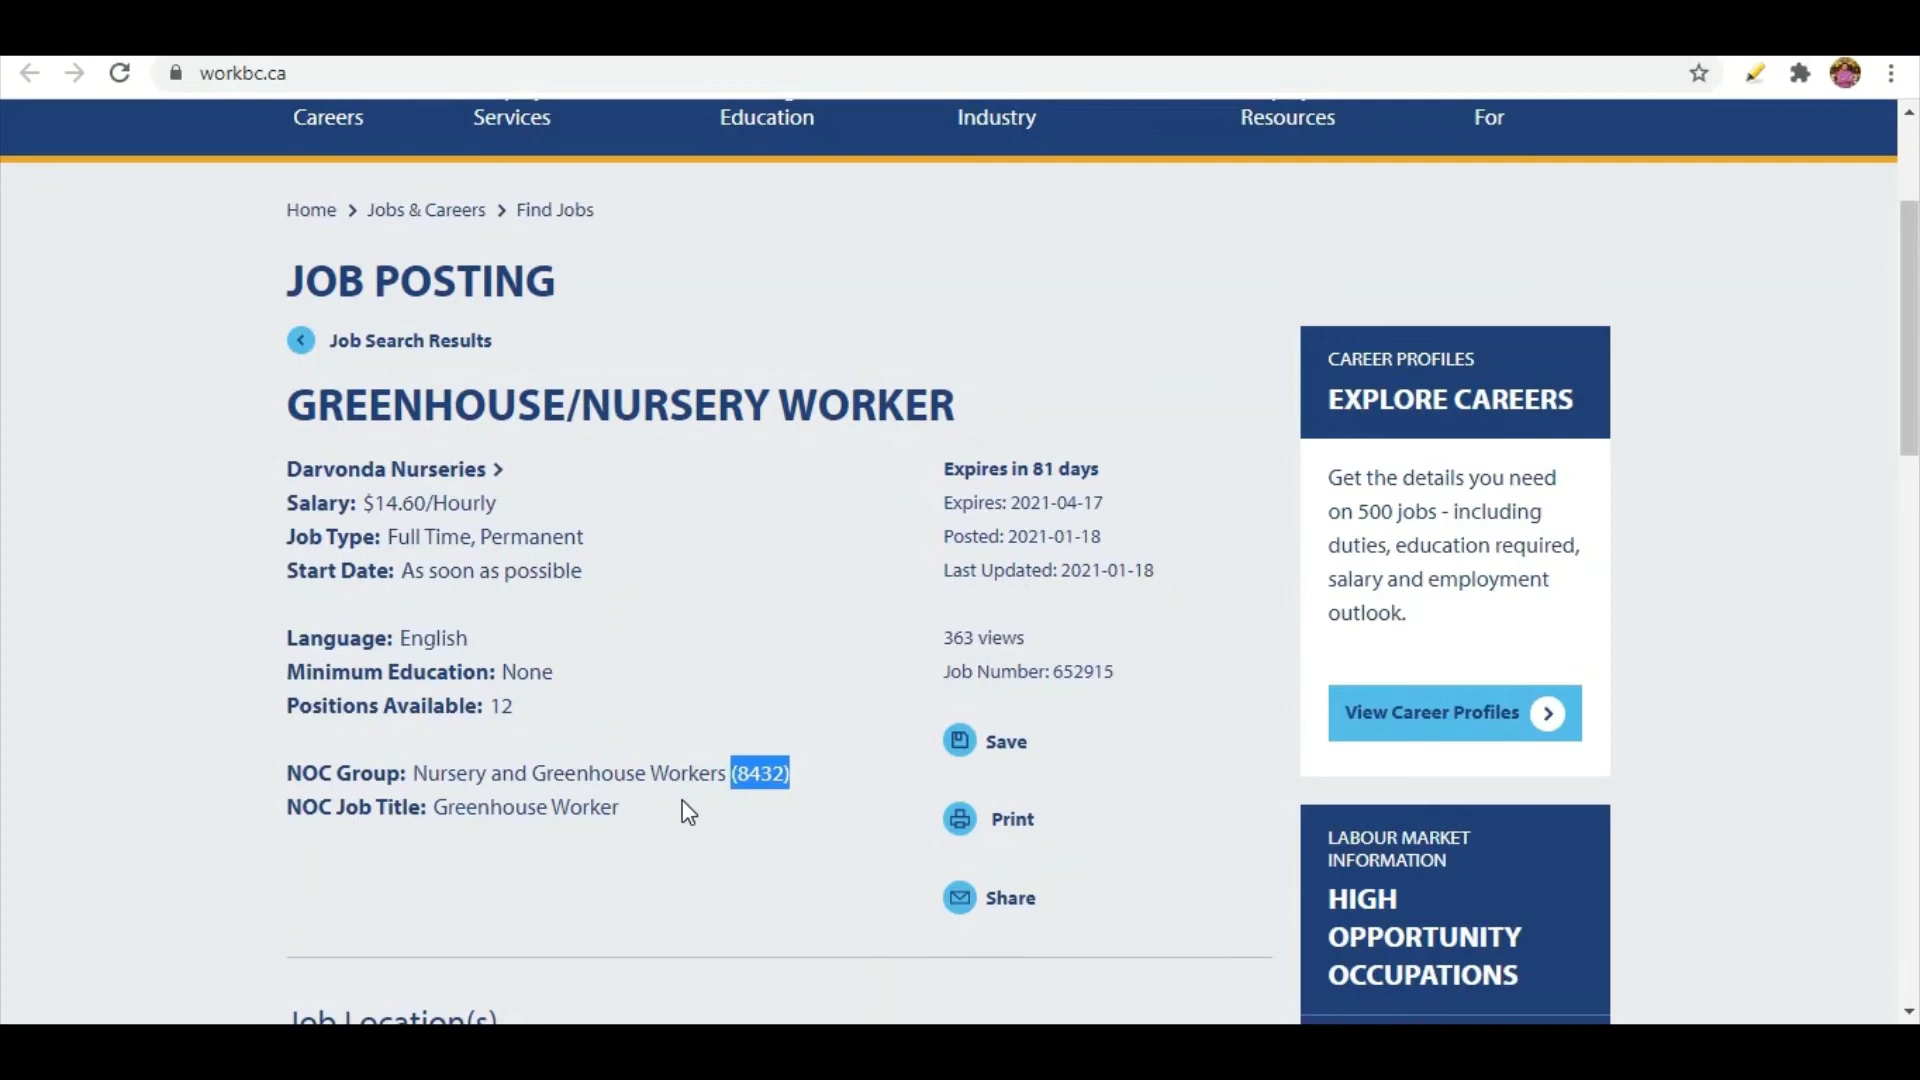 workbc.ca
Careers Services Education Industry Resources For
Home > Jobs & Careers > Find Jobs
JOB POSTING
Job Search Results
GREENHOUSE/NURSERY WORKER
Darvonda Nurseries >
Salary: $14.60/Hourly
Job Type: Full Time, Permanent
Start Date: As soon as possible
Language: English
Minimum Education: None
Positions Available: 12
NOC Group: Nursery and Greenhouse Workers (8432)
NOC Job Title: Greenhouse Worker
Expires in 81 days
Expires: 2021-04-17
Posted: 2021-01-18
Last Updated: 2021-01-18
363 views
Job Number: 652915
Save
Print
Share
Job Location(s)
CAREER PROFILES
EXPLORE CAREERS
Get the details you need
on 500 jobs - including
duties, education required,
salary and employment
outlook.
View Career Profiles
LABOUR MARKET
INFORMATION
HIGH
OPPORTUNITY
OCCUPATIONS